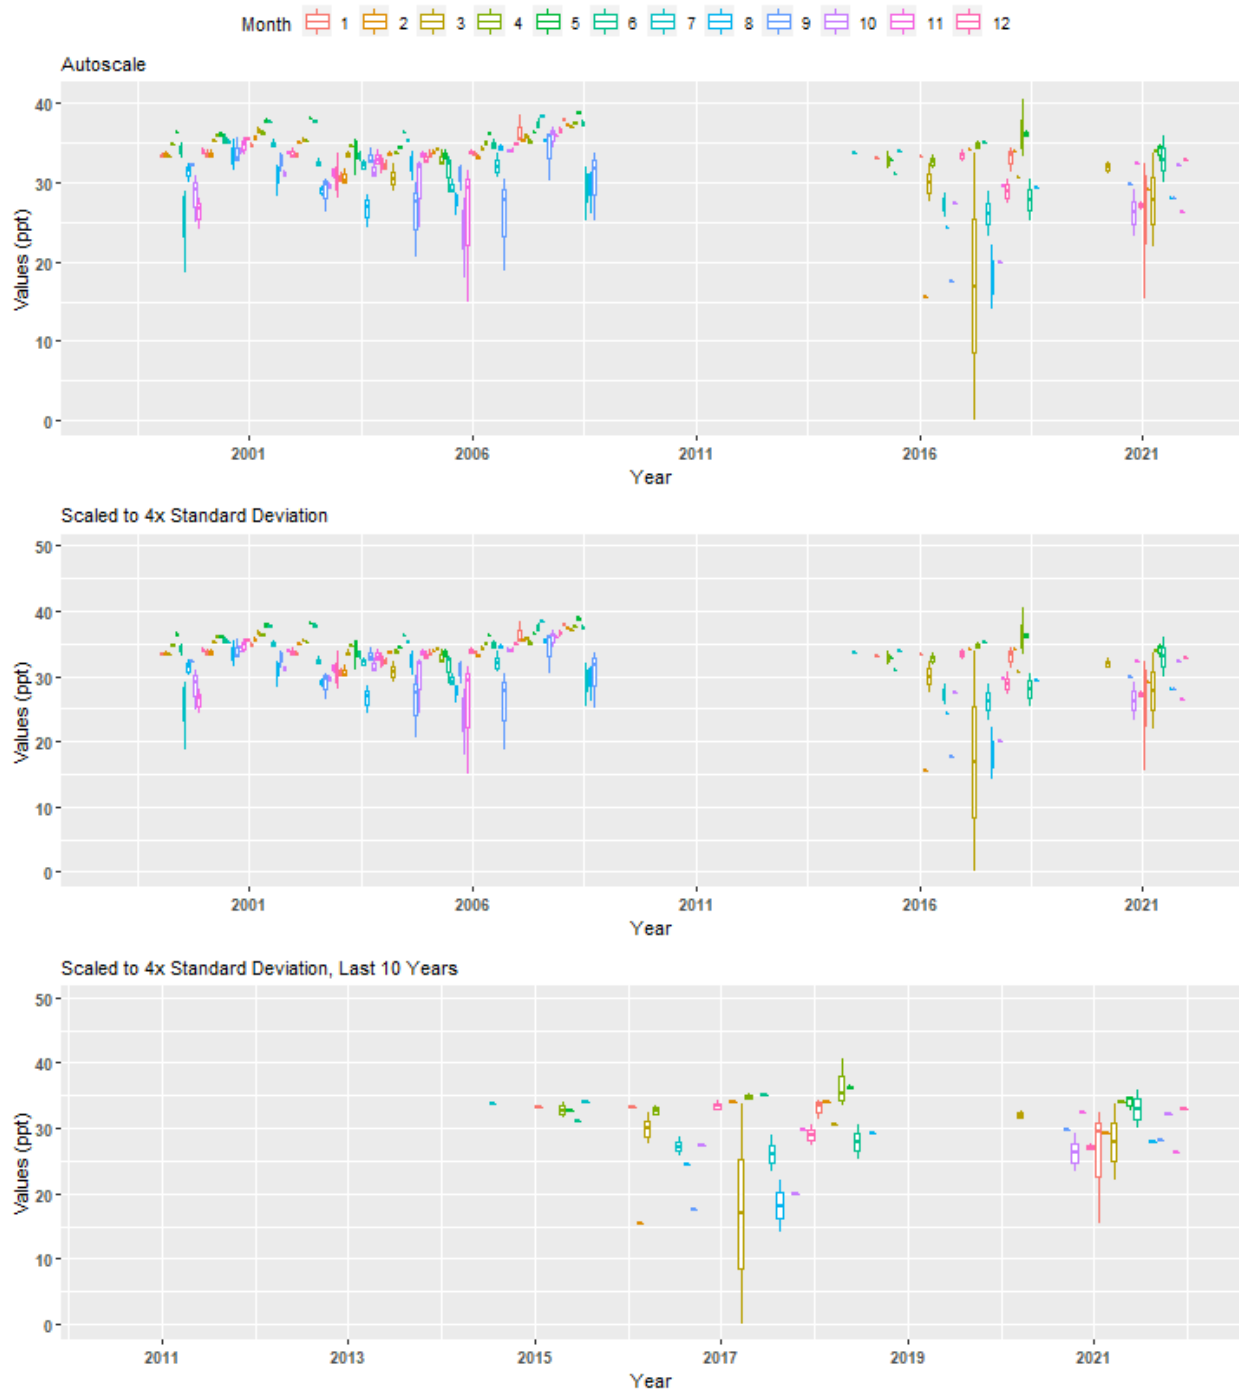 Month 1 2 3 4 5 6 7 8 9 10 11 12
Autoscale
40
30
20
10
0
Values (ppt)
2001 2006 2011 2016 2021
Year
Scaled to 4x Standard Deviation
50
40
30
20
10
0
Values (ppt)
2001 2006 2011 2016 2021
Year
Scaled to 4x Standard Deviation, Last 10 Years
50
40
30
20
10
0
Values (ppt)
2011 2013 2015 2017 2019 2021
Year